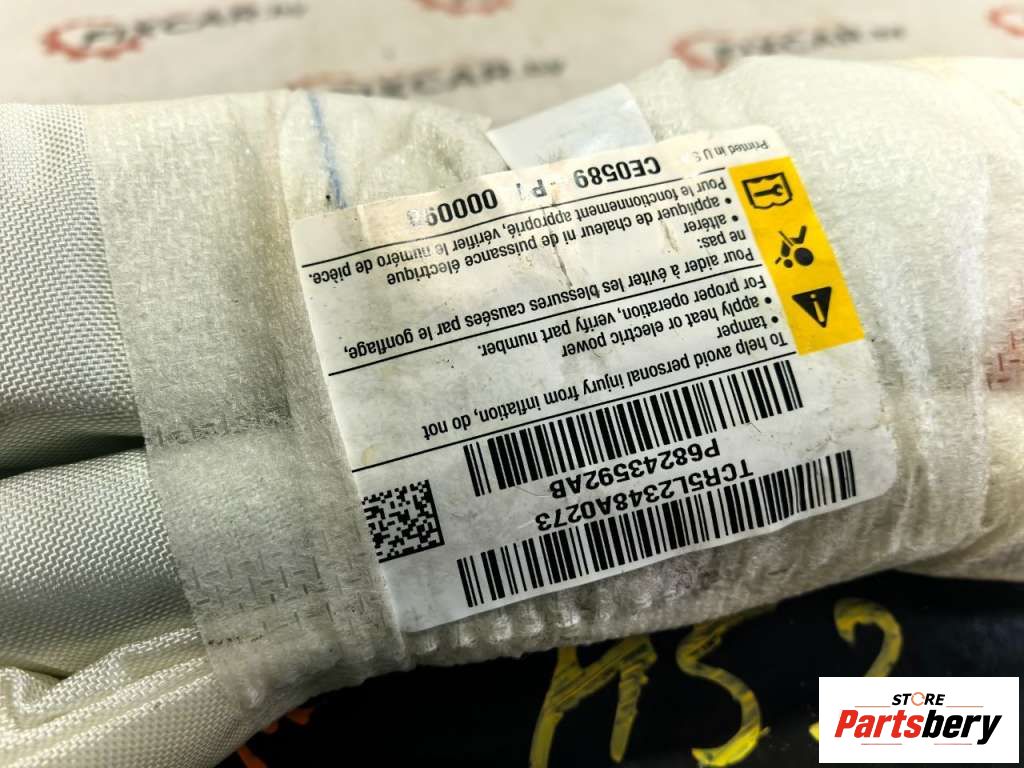 TCR5L2348A0273
P68243592AB
To help avoid personal injury from inflation, do not
• tamper
• apply heat or electric power
For proper operation, verify part number.
Pour aider à éviter les blessures causées par le gonflage,
ne pas:
• altérer
• appliquer de chaleur ni de puissance électrique
Pour le fonctionnement approprié, vérifier le numéro de pièce.
CE0589
Printed in U S
STORE
Partsbery